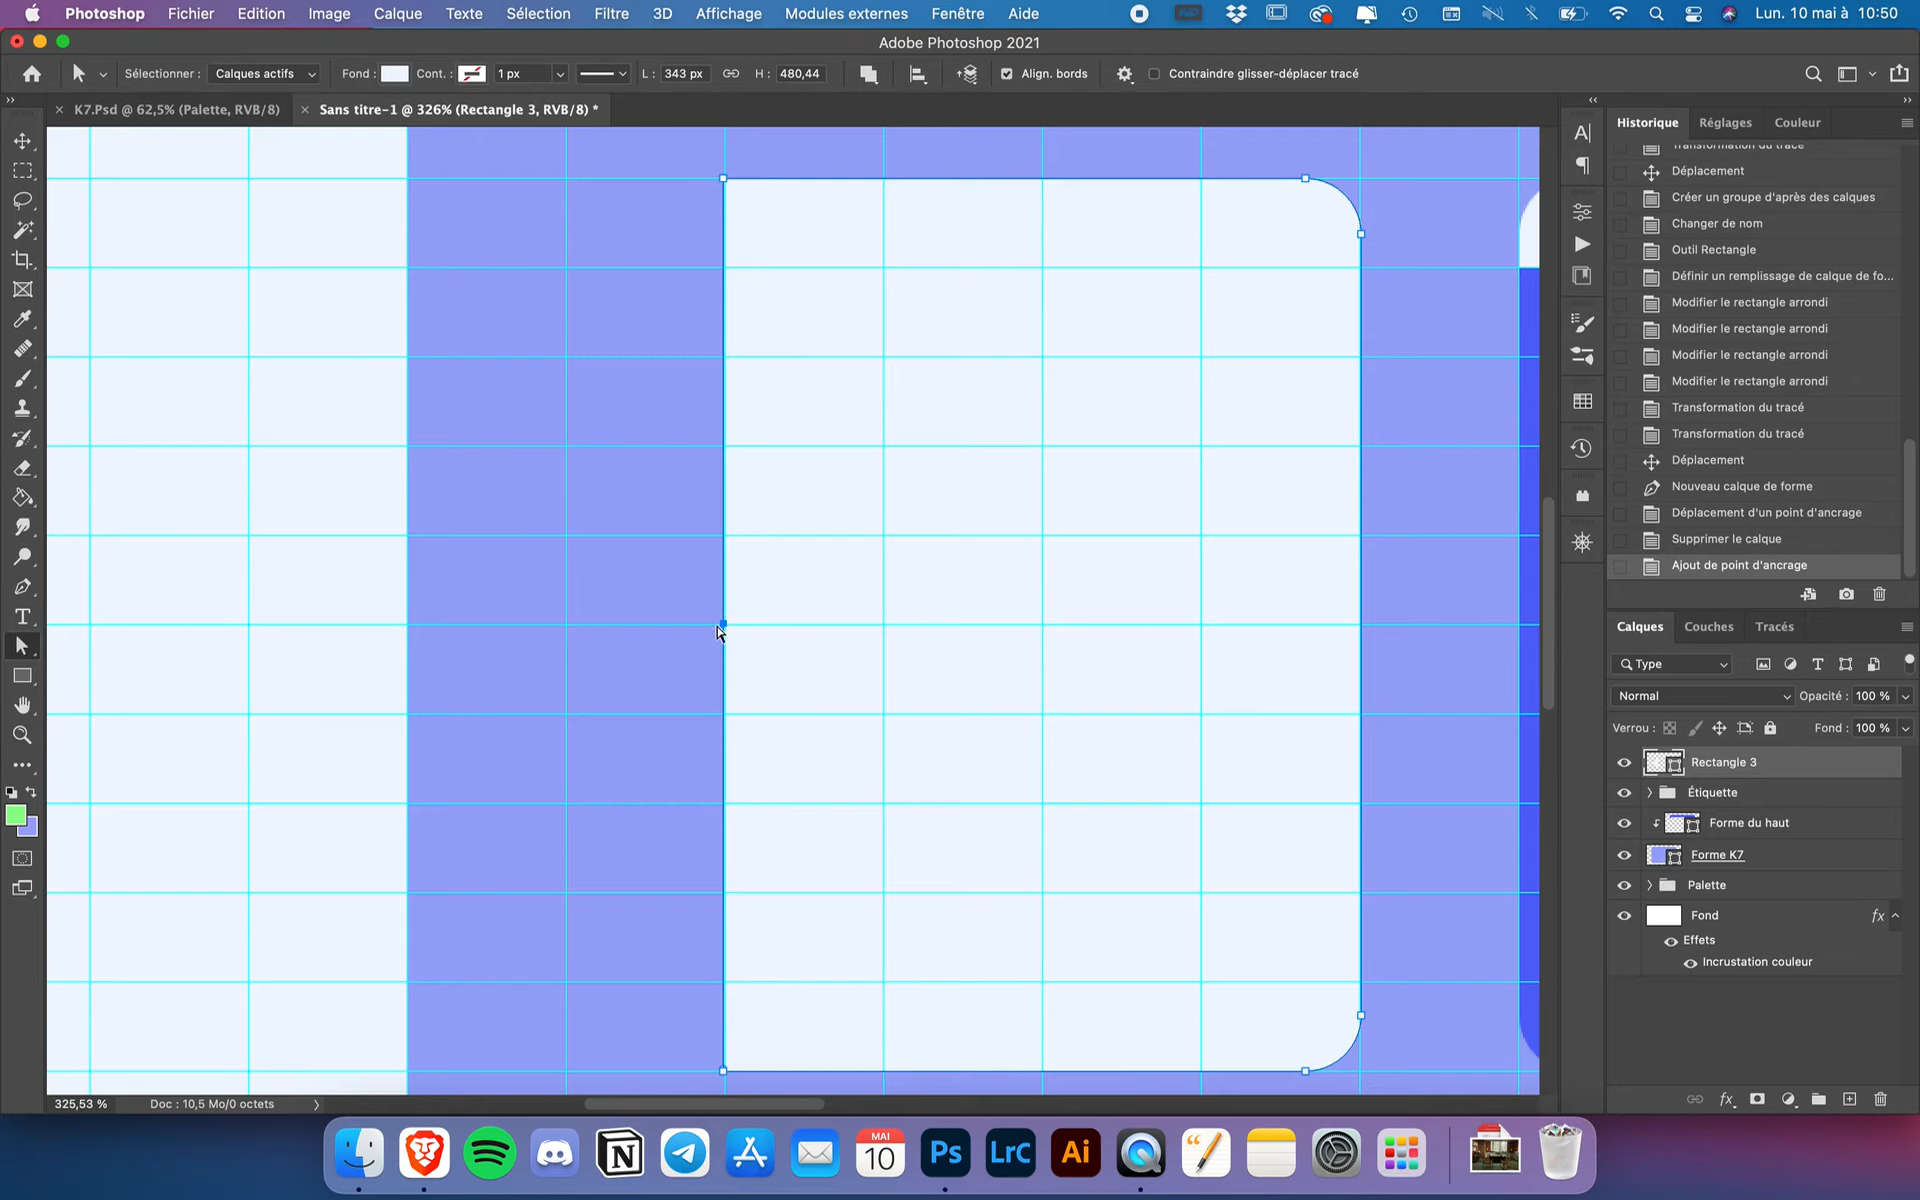 Photoshop Fichier Edition Image Calque Texte Sélection Filtre 3D Affichage Modules externes Fenêtre Aide Lun. 10 mai à 10:50
Adobe Photoshop 2021
Sélectionner : Calques actifs Fond : Cont. : 1 px L : 343 px H : 480,44 Align. bords Contraindre glisser-déplacer tracé
K7.Psd @ 62,5% (Palette, RVB/8) Sans titre-1 @ 326% (Rectangle 3, RVB/8) *
Historique Réglages Couleur
Transformation du tracé
Déplacement
Créer un groupe d'après des calques
Changer de nom
Outil Rectangle
Définir un remplissage de calque de fo...
Modifier le rectangle arrondi
Modifier le rectangle arrondi
Modifier le rectangle arrondi
Modifier le rectangle arrondi
Transformation du tracé
Transformation du tracé
Déplacement
Nouveau calque de forme
Déplacement d'un point d'ancrage
Supprimer le calque
Ajout de point d'ancrage
Calques Couches Tracés
Type
Normal Opacité : 100 %
Verrou : Fond : 100 %
Rectangle 3
Étiquette
Forme du haut
Forme K7
Palette
Fond fx
Effets
Incrustation couleur
325,53 % Doc : 10,5 Mo/0 octets
MAI
10
Ps
LrC
Ai